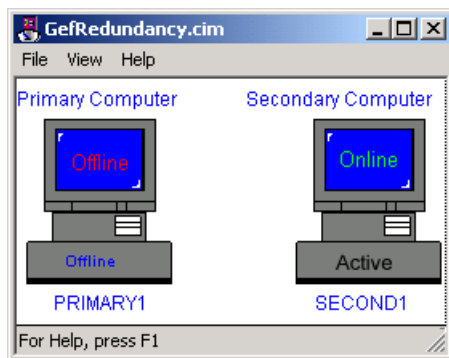 GefRedundancy.cim
File View Help
Primary Computer Secondary Computer
Offline Online
Offline Active
PRIMARY1 SECOND1
For Help, press F1